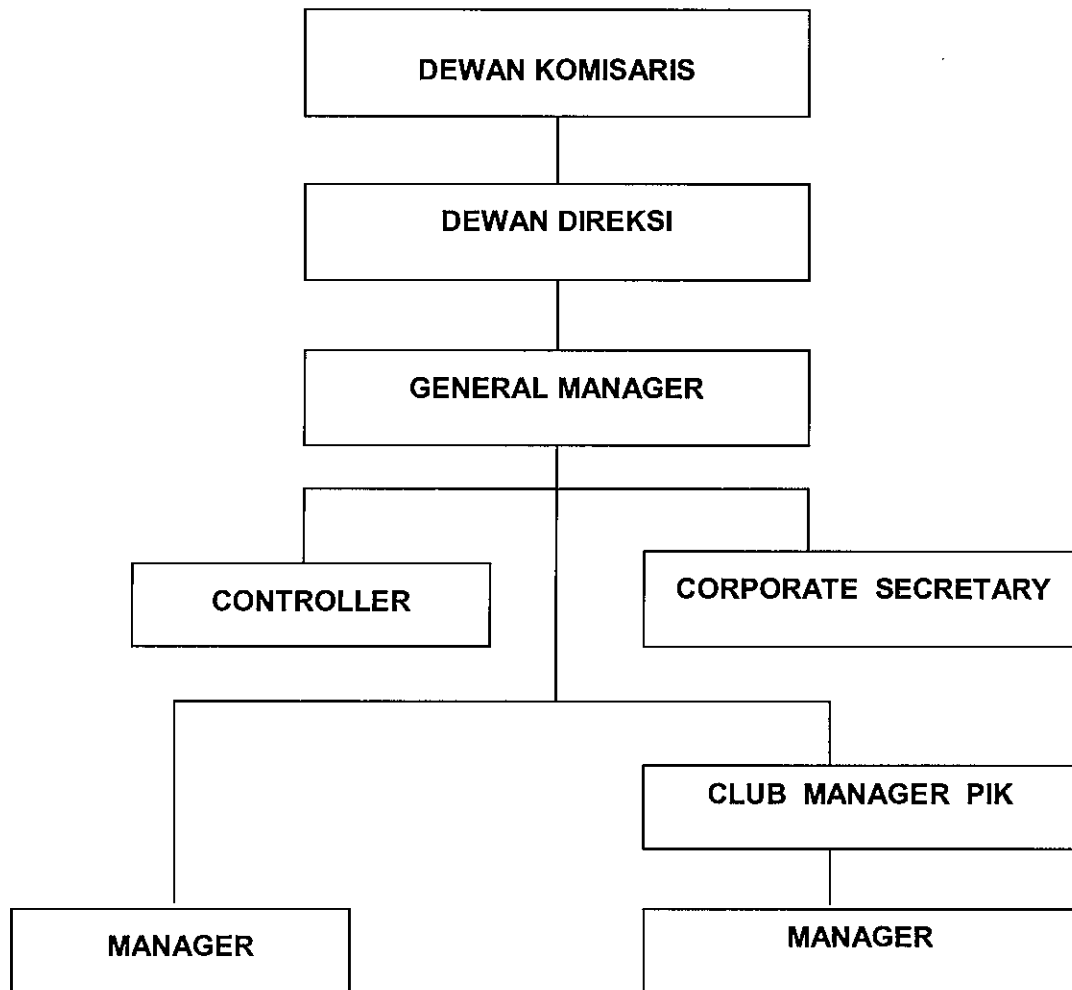 DEWAN KOMISARIS
DEWAN DIREKSI
GENERAL MANAGER
CONTROLLER
CORPORATE SECRETARY
CLUB MANAGER PIK
MANAGER
MANAGER